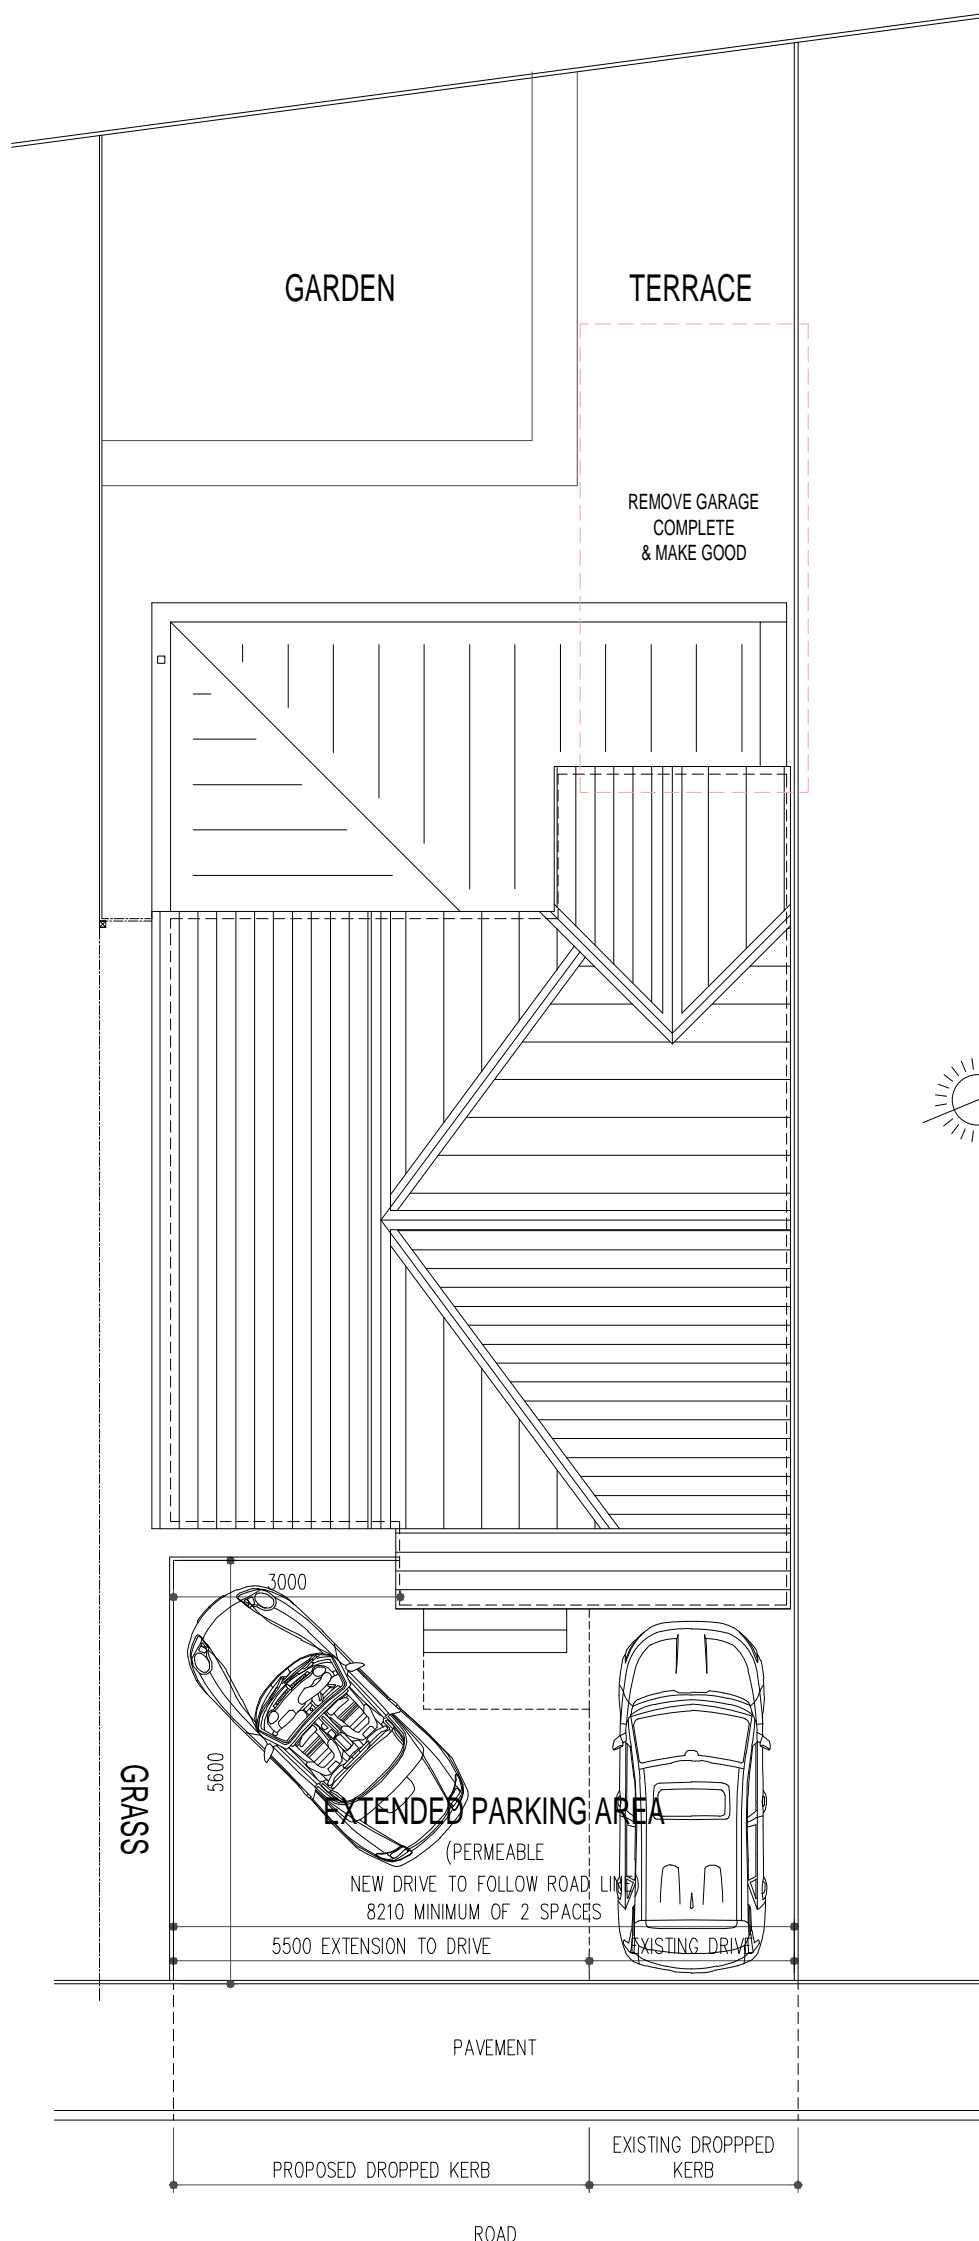 GARDEN
TERRACE
REMOVE GARAGE
COMPLETE
& MAKE GOOD
3000
5600
GRASS
EXTENDED PARKING AREA
(PERMEABLE
NEW DRIVE TO FOLLOW ROAD LINE
8210 MINIMUM OF 2 SPACES
5500 EXTENSION TO DRIVE
EXISTING DRIVE
PAVEMENT
EXISTING DROPPPED
KERB
PROPOSED DROPPED KERB
ROAD